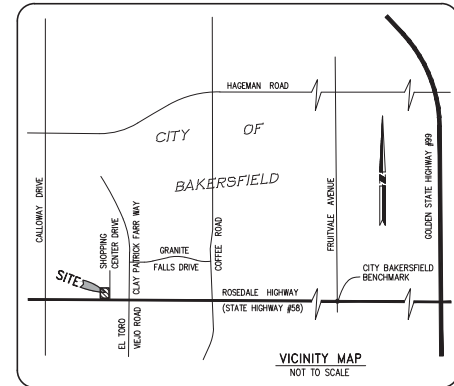 HAGEMAN ROAD
CITY OF
BAKERSFIELD
CALLOWAY DRIVE
SHOPPING
CENTER DRIVE
CLAY PATRICK FARR WAY
GRANITE
FALLS DRIVE
COFFEE ROAD
FRUITVALE AVENUE
GOLDEN STATE HIGHWAY #99
SITE
CITY BAKERSFIELD
BENCHMARK
ROSEDALE HIGHWAY
(STATE HIGHWAY #58)
EL TORO
VIEJO ROAD
VICINITY MAP
NOT TO SCALE